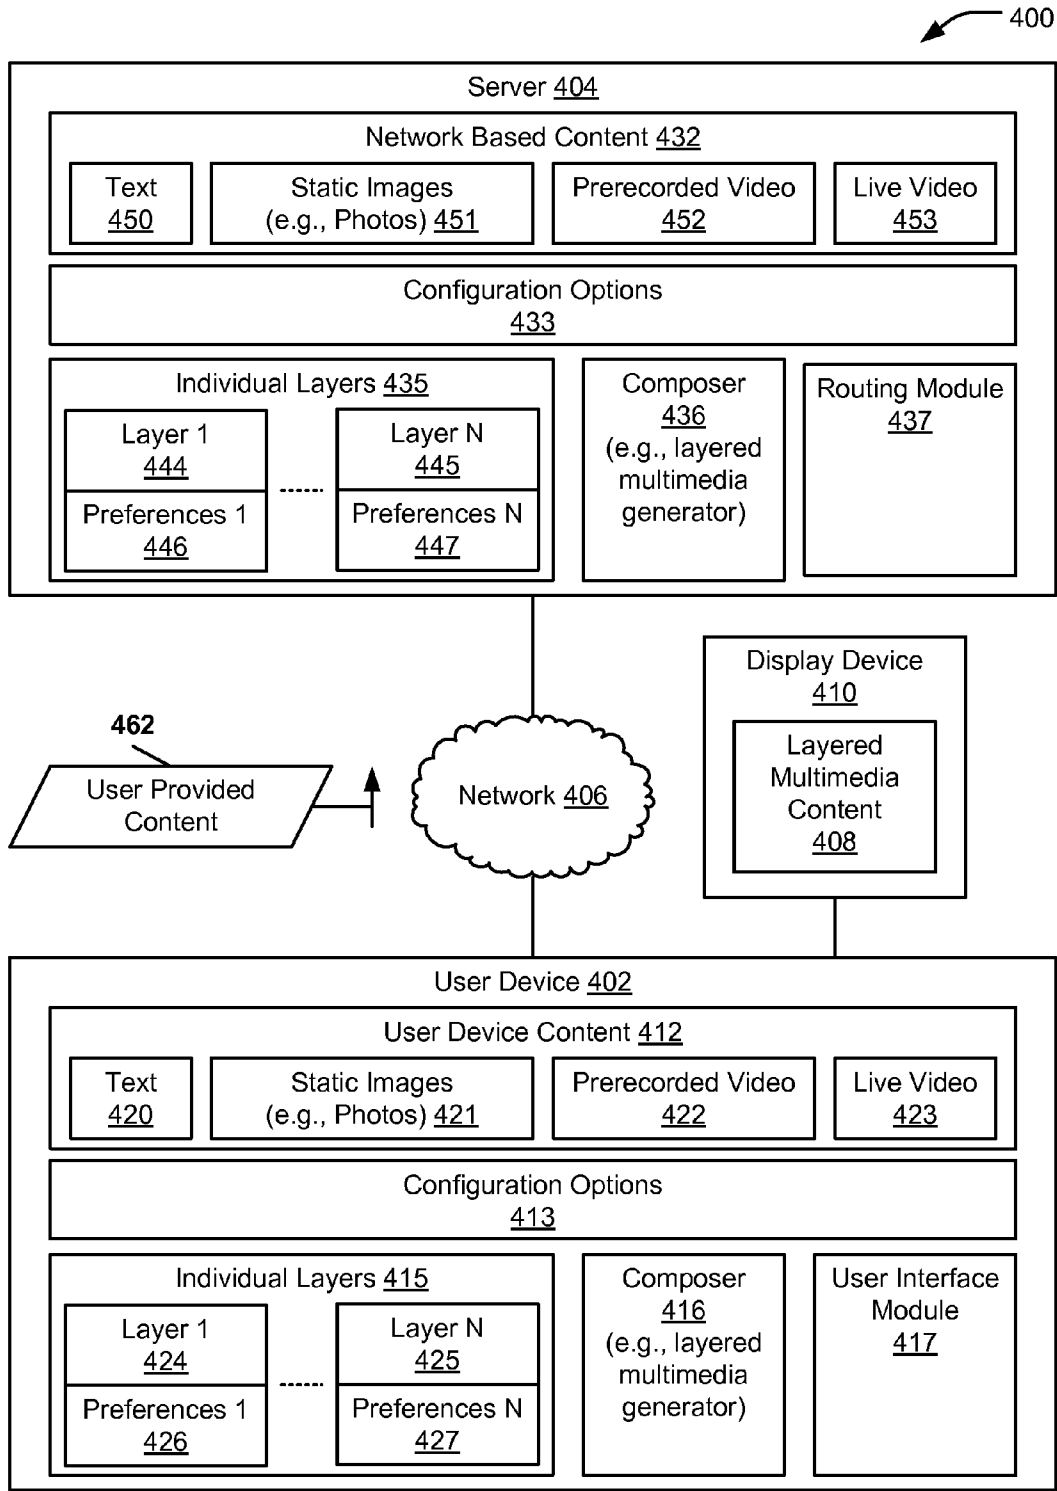 400
Server 404
Network Based Content 432
Text
450
Static Images
(e.g., Photos) 451
Prerecorded Video
452
Live Video
453
Configuration Options
433
Individual Layers 435
Layer 1
444
Preferences 1
446
Layer N
445
Preferences N
447
Composer
436
(e.g., layered
multimedia
generator)
Routing Module
437
Display Device
410
Layered
Multimedia
Content
408
462
User Provided
Content
Network 406
User Device 402
User Device Content 412
Text
420
Static Images
(e.g., Photos) 421
Prerecorded Video
422
Live Video
423
Configuration Options
413
Individual Layers 415
Layer 1
424
Preferences 1
426
Layer N
425
Preferences N
427
Composer
416
(e.g., layered
multimedia
generator)
User Interface
Module
417